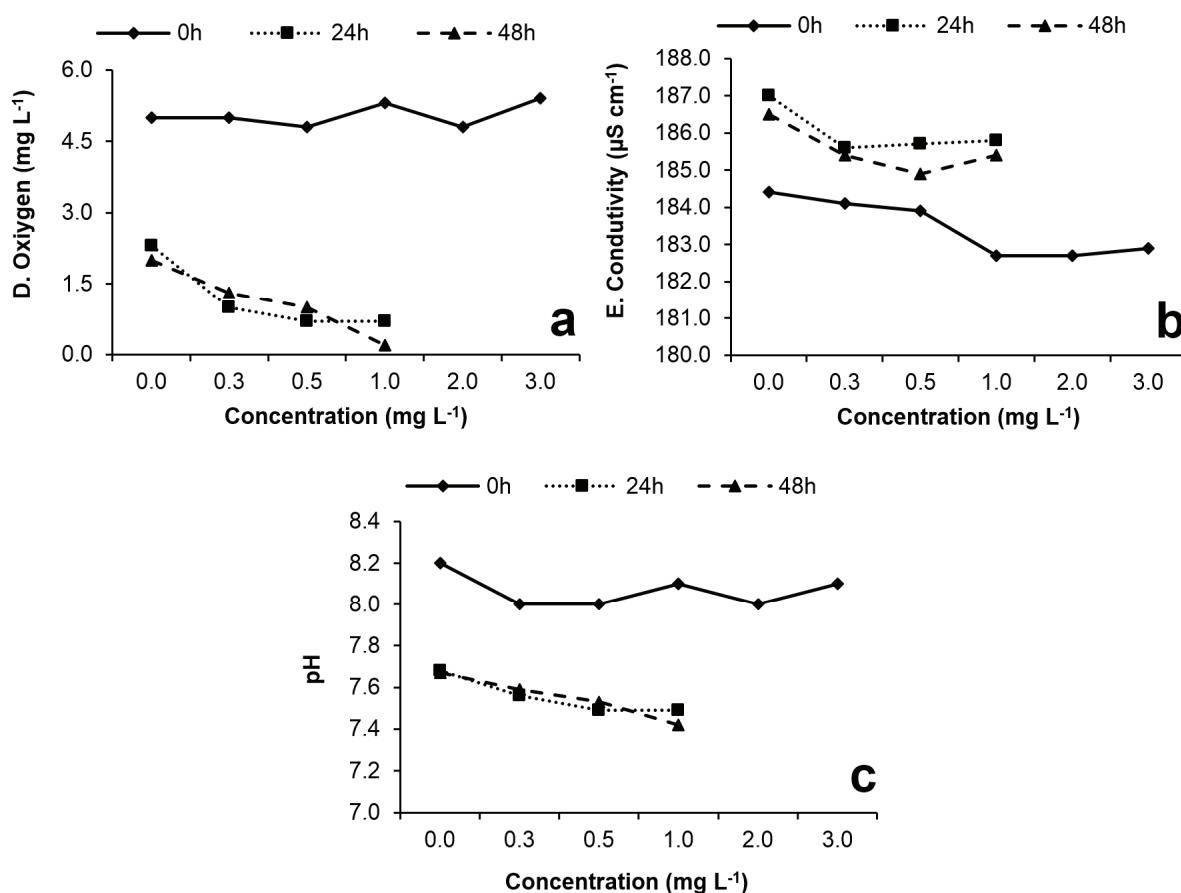 0h 24h 48h
D. Oxiygen (mg L-1)
6.0
4.5
3.0
1.5
0.0
0.0 0.3 0.5 1.0 2.0 3.0
Concentration (mg L-1)
a
0h 24h 48h
E. Condutivity (µS cm-1)
188.0
187.0
186.0
185.0
184.0
183.0
182.0
181.0
180.0
0.0 0.3 0.5 1.0 2.0 3.0
Concentration (mg L-1)
b
0h 24h 48h
pH
8.4
8.2
8.0
7.8
7.6
7.4
7.2
7.0
0.0 0.3 0.5 1.0 2.0 3.0
Concentration (mg L-1)
c